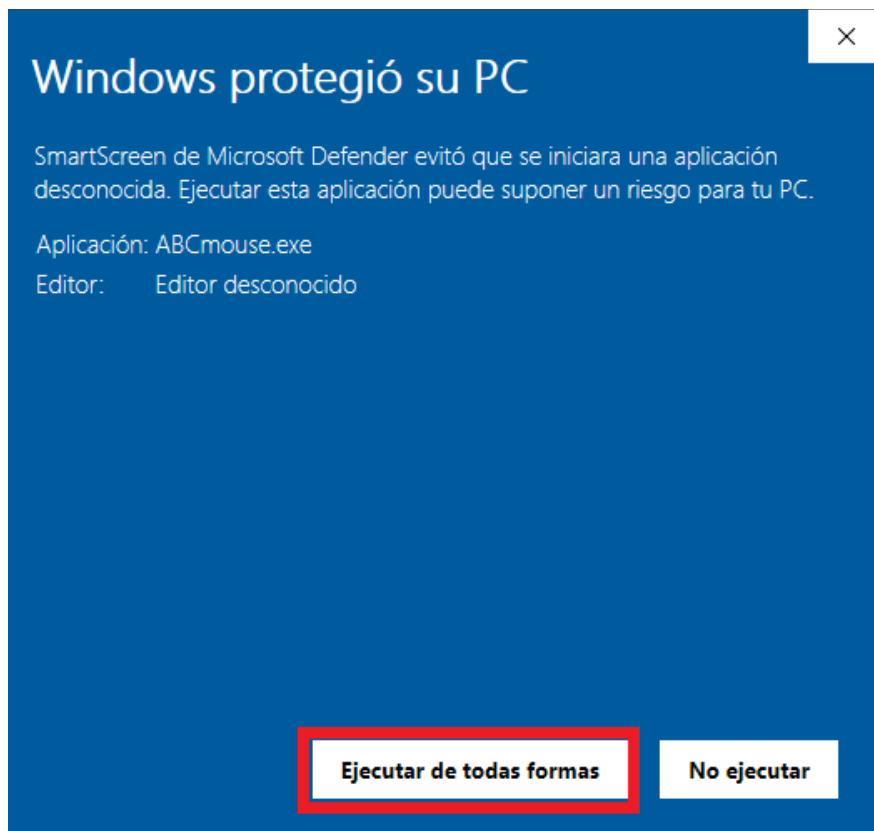 Windows protegió su PC
SmartScreen de Microsoft Defender evitó que se iniciara una aplicación
desconocida. Ejecutar esta aplicación puede suponer un riesgo para tu PC.
Aplicación: ABCmouse.exe
Editor: Editor desconocido
Ejecutar de todas formas No ejecutar